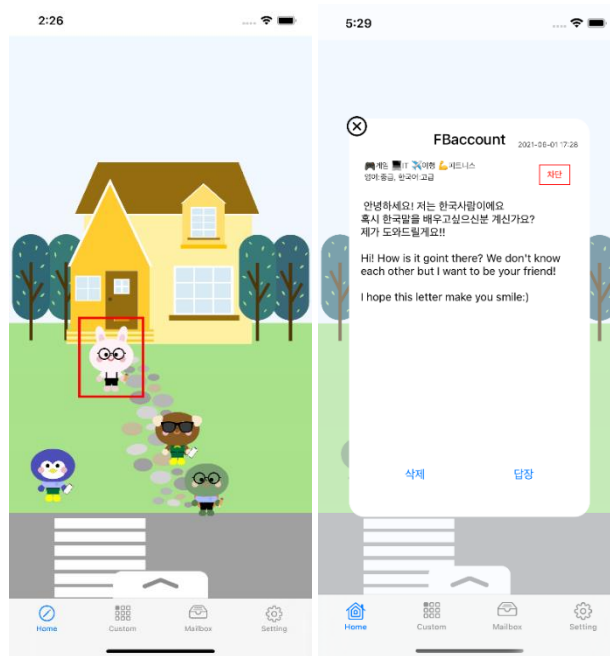 2:26
Home
Custom
Mailbox
Setting
5:29
FBaccount
2021-06-01 17:28
🎮게임 💻IT ✈️여행 💪피트니스
영어:중급, 한국어:고급
차단
안녕하세요! 저는 한국사람이에요
혹시 한국말을 배우고싶으신분 계신가요?
제가 도와드릴게요!!
Hi! How is it goint there? We don't know
each other but I want to be your friend!
I hope this letter make you smile:)
삭제
답장
Home
Custom
Mailbox
Setting